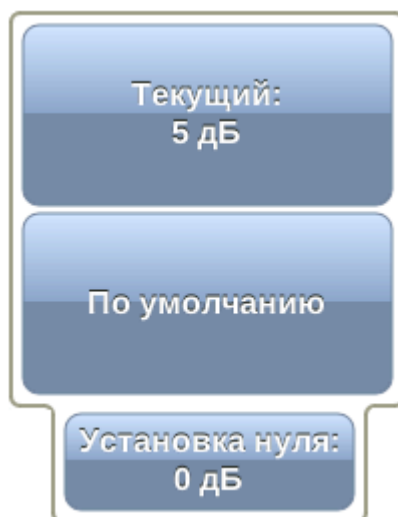 Текущий:
5 дБ
По умолчанию
Установка нуля:
0 дБ